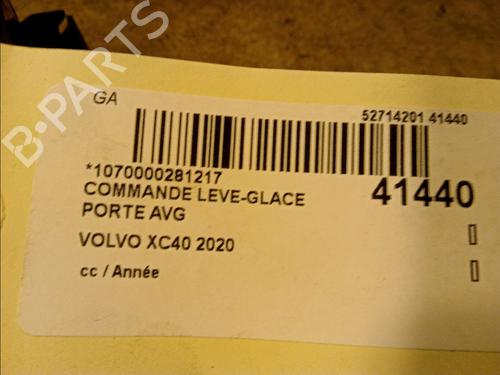 GA
52714201 41440
*1070000281217
COMMANDE LEVE-GLACE
41440
PORTE AVG
VOLVO XC40 2020
cc / Année
B-PARTS